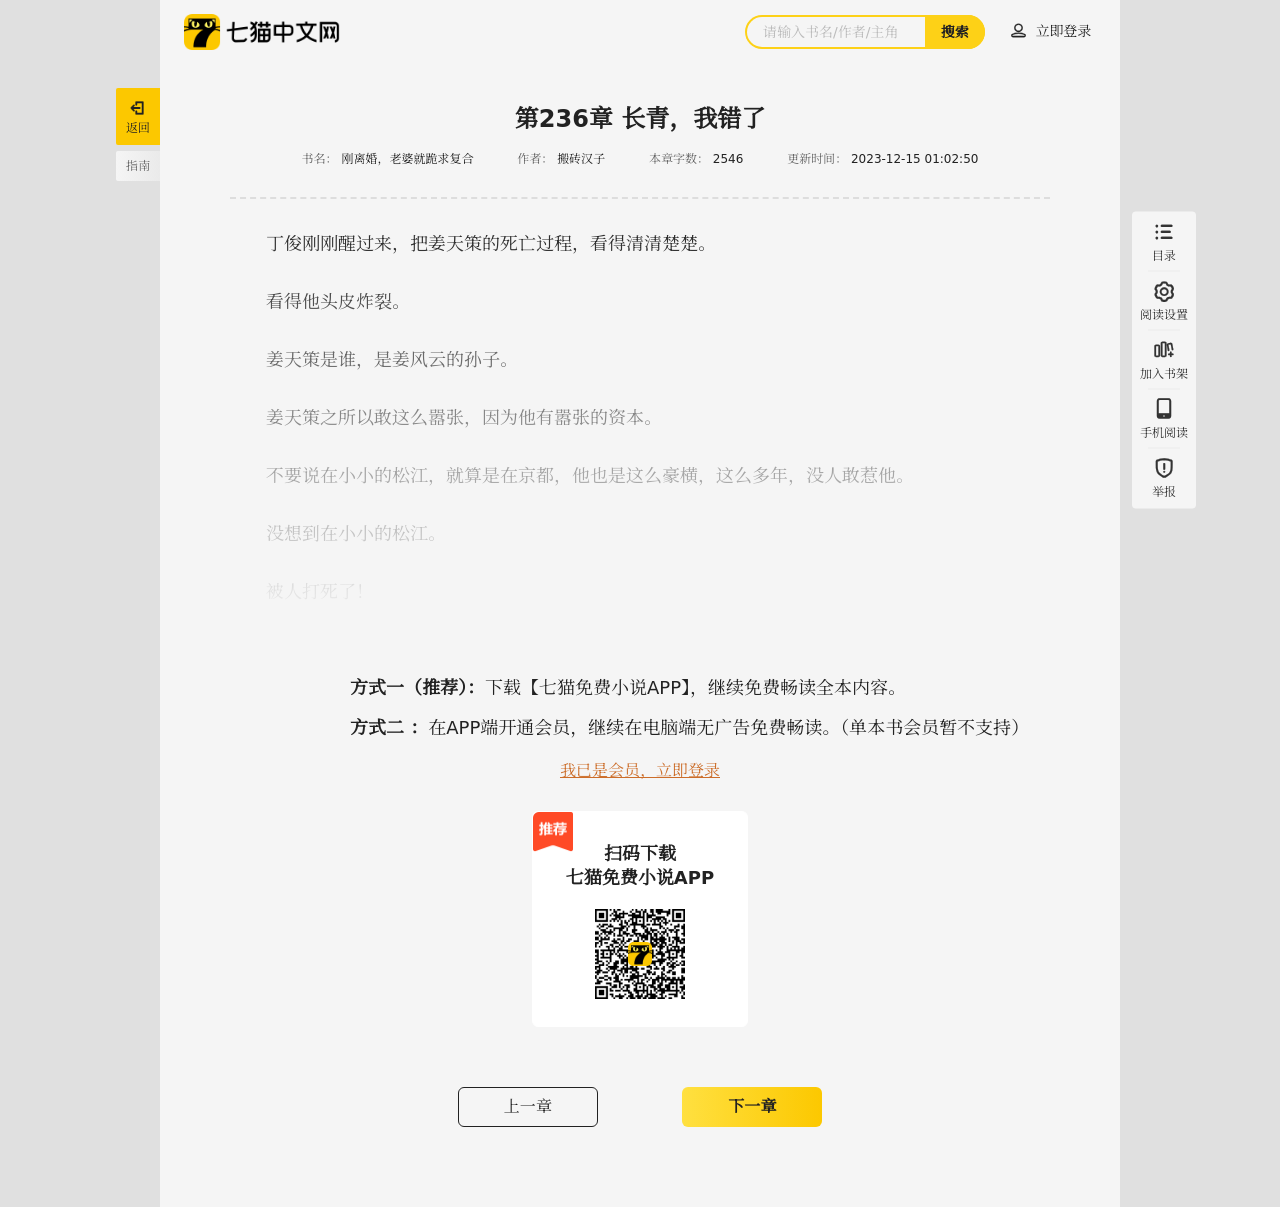 七猫中文网
请输入书名/作者/主角
搜索
立即登录
返回
指南
第236章 长青，我错了
书名： 刚离婚，老婆就跪求复合 作者： 搬砖汉子 本章字数： 2546 更新时间： 2023-12-15 01:02:50
丁俊刚刚醒过来，把姜天策的死亡过程，看得清清楚楚。
看得他头皮炸裂。
姜天策是谁，是姜风云的孙子。
姜天策之所以敢这么嚣张，因为他有嚣张的资本。
不要说在小小的松江，就算是在京都，他也是这么豪横，这么多年，没人敢惹他。
没想到在小小的松江。
被人打死了！
目录
阅读设置
加入书架
手机阅读
举报
方式一（推荐）：下载【七猫免费小说APP】，继续免费畅读全本内容。
方式二 ：在APP端开通会员，继续在电脑端无广告免费畅读。（单本书会员暂不支持）
我已是会员，立即登录
推荐
扫码下载
七猫免费小说APP
上一章
下一章